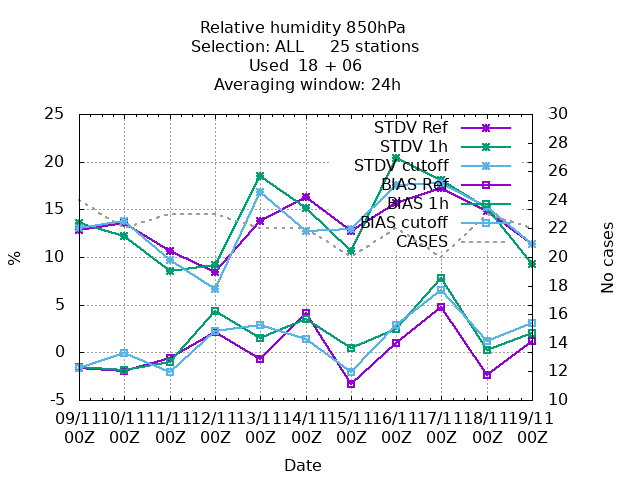 Relative humidity 850hPa
Selection: ALL     25 stations
Used  18 + 06
Averaging window: 24h
25 30
STDV Ref
28
STDV 1h
20 26
STDV cutoff
BIAS Ref
24
15 BIAS 1h
BIAS cutoff 22
CASES
10 20
% No cases
18
5
16
0 14
12
-5 10
09/11 10/11 11/11 12/11 13/11 14/11 15/11 16/11 17/11 18/11 19/11
00Z 00Z 00Z 00Z 00Z 00Z 00Z 00Z 00Z 00Z 00Z
Date